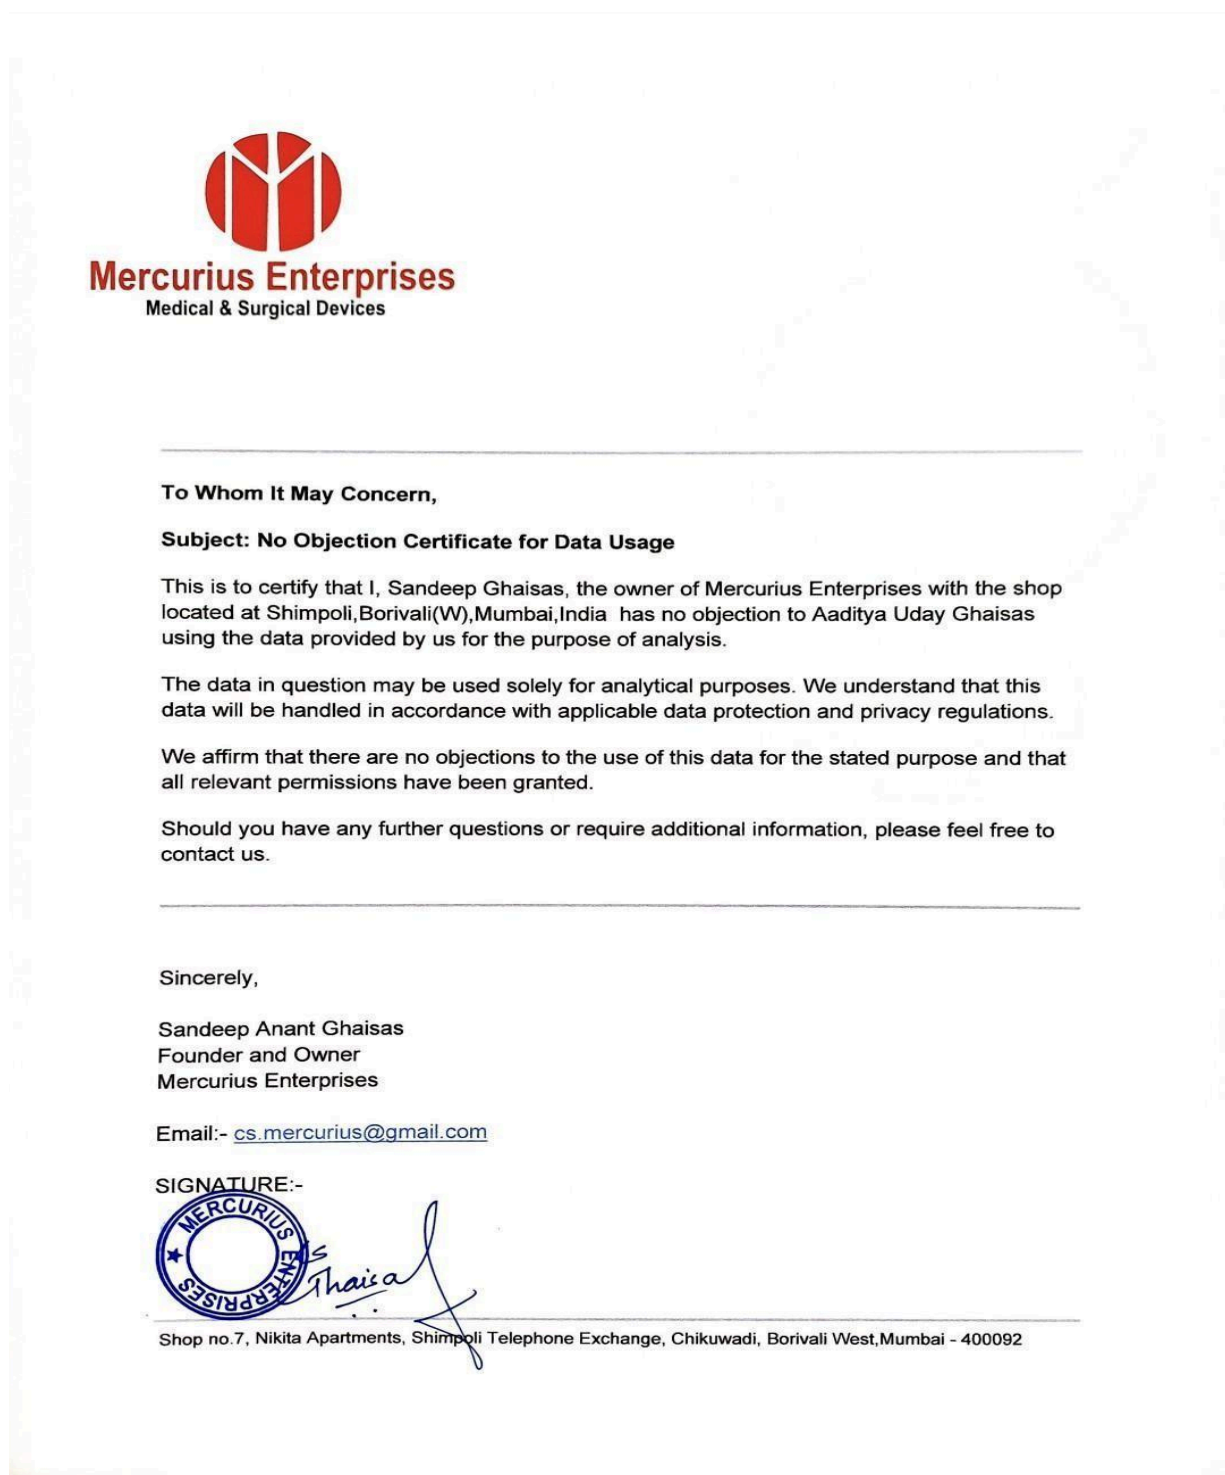 Mercurius Enterprises
Medical & Surgical Devices
To Whom It May Concern,
Subject: No Objection Certificate for Data Usage
This is to certify that I, Sandeep Ghaisas, the owner of Mercurius Enterprises with the shop
located at Shimpoli,Borivali(W),Mumbai,India has no objection to Aaditya Uday Ghaisas
using the data provided by us for the purpose of analysis.
The data in question may be used solely for analytical purposes. We understand that this
data will be handled in accordance with applicable data protection and privacy regulations.
We affirm that there are no objections to the use of this data for the stated purpose and that
all relevant permissions have been granted.
Should you have any further questions or require additional information, please feel free to
contact us.
Sincerely,
Sandeep Anant Ghaisas
Founder and Owner
Mercurius Enterprises
Email:- cs.mercurius@gmail.com
SIGNATURE:-
MERCURIUS ENTERPRISES
Shop no.7, Nikita Apartments, Shimpoli Telephone Exchange, Chikuwadi, Borivali West,Mumbai - 400092